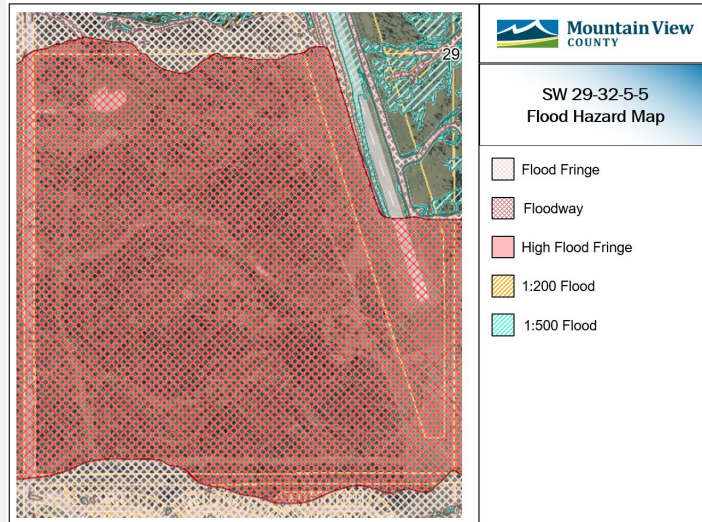 29
Mountain View
COUNTY
SW 29-32-5-5
Flood Hazard Map
Flood Fringe
Floodway
High Flood Fringe
1:200 Flood
1:500 Flood